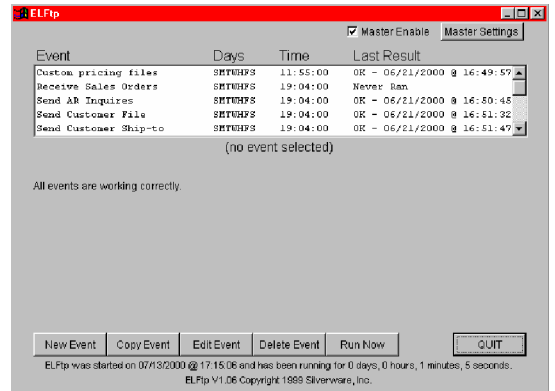 ELFtp
Master Enable Master Settings
Event Days Time Last Result
Custom pricing files SMTWHFS 11:55:00 OK - 06/21/2000 @ 16:49:57
Receive Sales Orders SMTWHFS 19:04:00 Never Ran
Send AR Inquires SMTWHFS 19:04:00 OK - 06/21/2000 @ 16:50:45
Send Customer File SMTWHFS 19:04:00 OK - 06/21/2000 @ 16:51:32
Send Customer Ship-to SMTWHFS 19:04:00 OK - 06/21/2000 @ 16:51:47
(no event selected)
All events are working correctly.
New Event Copy Event Edit Event Delete Event Run Now QUIT
ELFtp was started on 07/13/2000 @ 17:15:06 and has been running for 0 days, 0 hours, 1 minutes, 5 seconds.
ELFtp V1.06 Copyright 1999 Silverware, Inc.